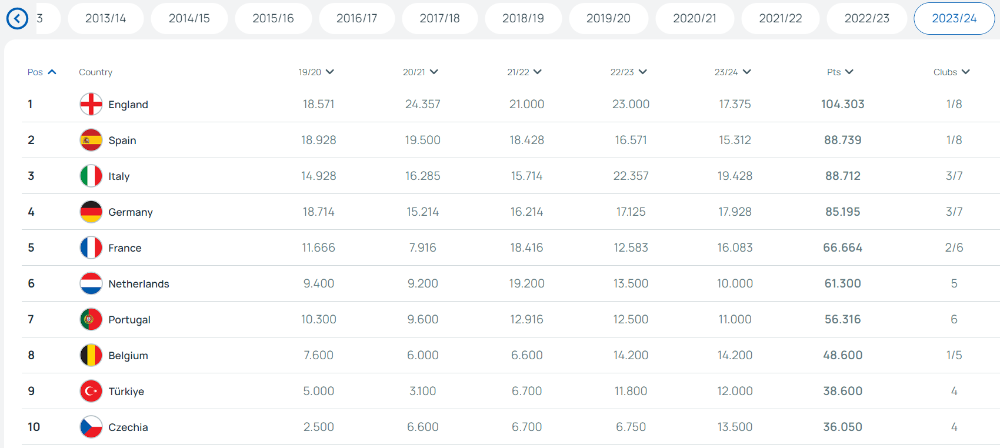 3 2013/14 2014/15 2015/16 2016/17 2017/18 2018/19 2019/20 2020/21 2021/22 2022/23 2023/24
Pos Country 19/20 20/21 21/22 22/23 23/24 Pts Clubs
1 England 18.571 24.357 21.000 23.000 17.375 104.303 1/8
2 Spain 18.928 19.500 18.428 16.571 15.312 88.739 1/8
3 Italy 14.928 16.285 15.714 22.357 19.428 88.712 3/7
4 Germany 18.714 15.214 16.214 17.125 17.928 85.195 3/7
5 France 11.666 7.916 18.416 12.583 16.083 66.664 2/6
6 Netherlands 9.400 9.200 19.200 13.500 10.000 61.300 5
7 Portugal 10.300 9.600 12.916 12.500 11.000 56.316 6
8 Belgium 7.600 6.000 6.600 14.200 14.200 48.600 1/5
9 Türkiye 5.000 3.100 6.700 11.800 12.000 38.600 4
10 Czechia 2.500 6.600 6.700 6.750 13.500 36.050 4